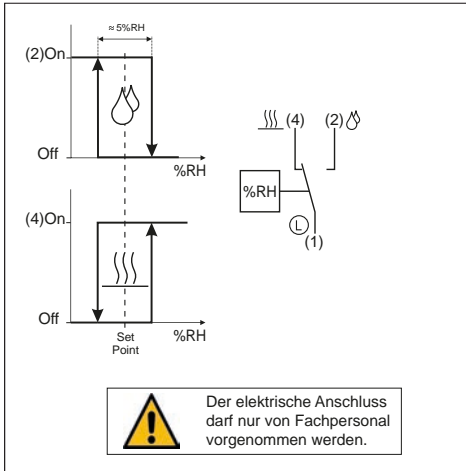 ≈ 5%RH
(2)On
Off
%RH
(4) (2)
%RH
L
(1)
(4)On
Off
%RH
Set
Point
Der elektrische Anschluss
darf nur von Fachpersonal
vorgenommen werden.